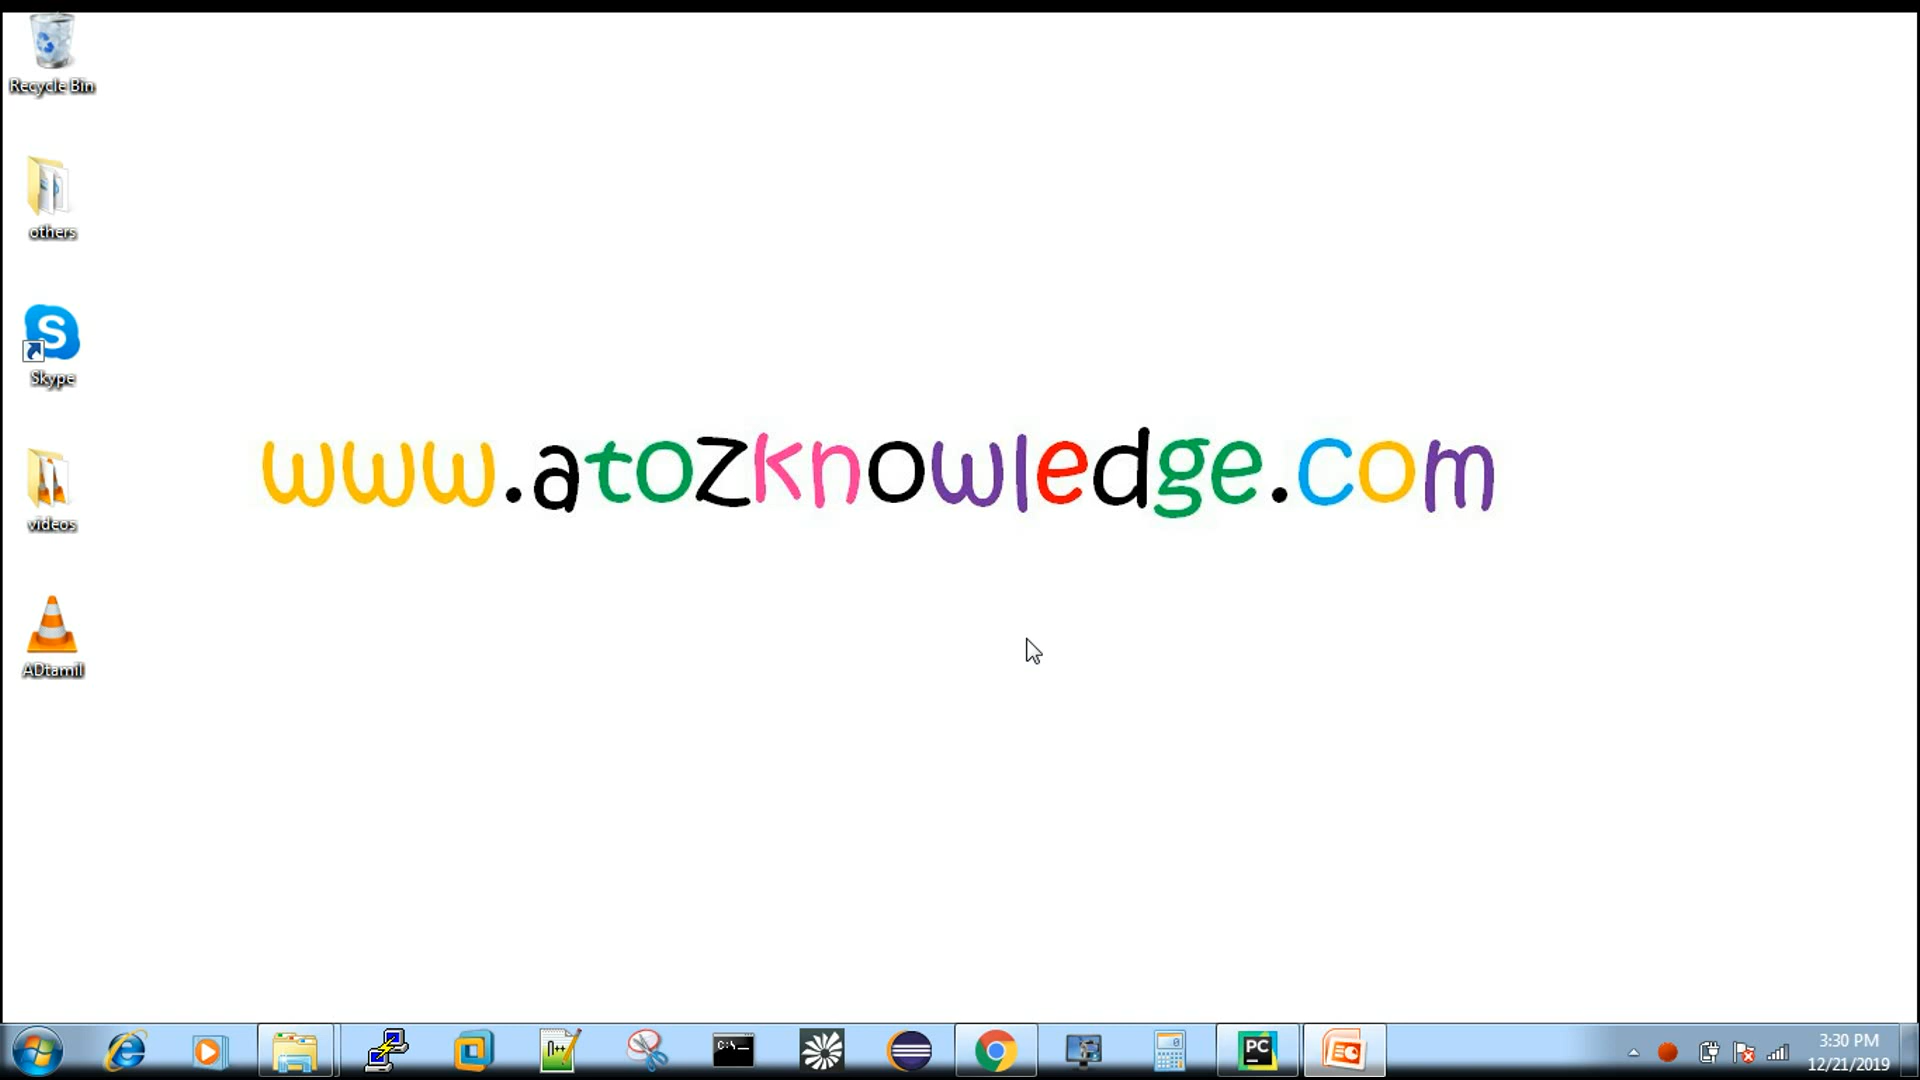 Recycle Bin
others
Skype
videos
ADtamil
www.atozknowledge.com
3:30 PM
12/21/2019